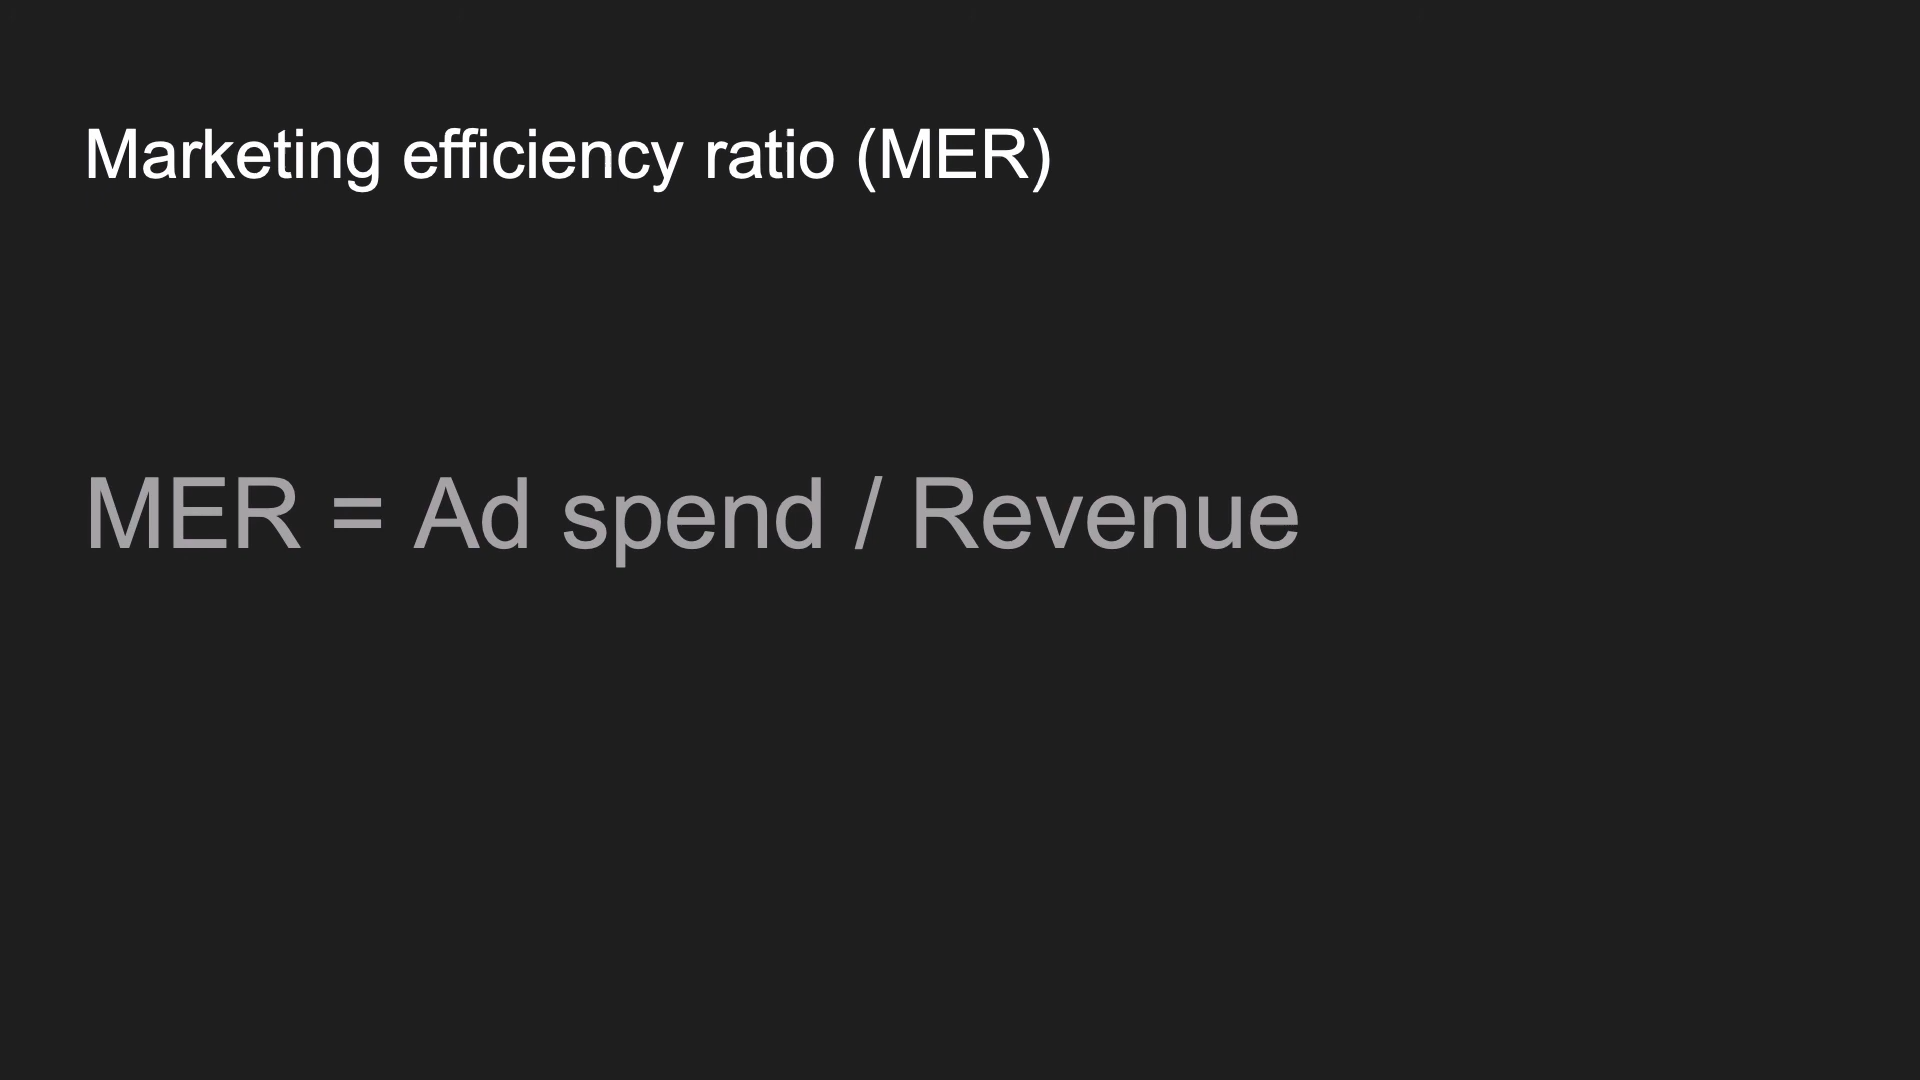 Marketing efficiency ratio (MER)
MER = Ad spend / Revenue